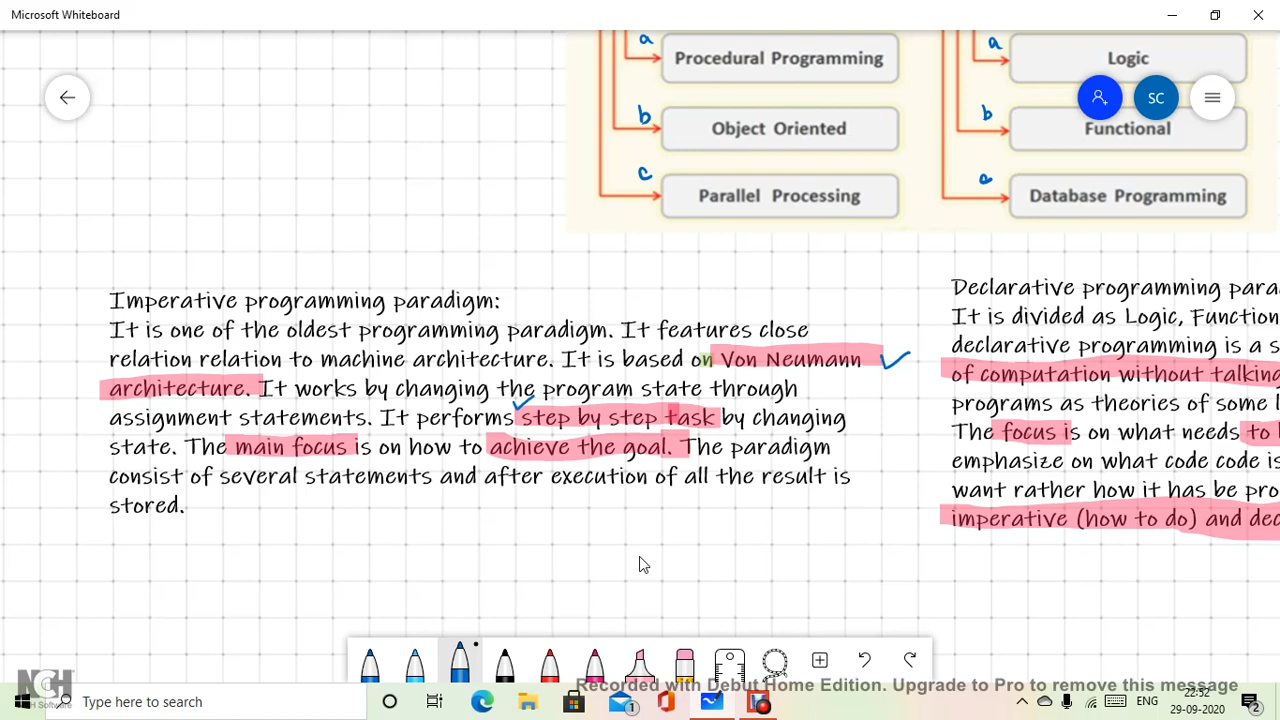 Microsoft Whiteboard
a
Procedural Programming
a
Logic
SC
b
Object Oriented
b
Functional
c
Parallel Processing
Database Programming
Imperative programming paradigm:
It is one of the oldest programming paradigm. It features close
relation relation to machine architecture. It is based on Von Neumann
architecture. It works by changing the program state through
assignment statements. It performs step by step task by changing
state. The main focus is on how to achieve the goal. The paradigm
consist of several statements and after execution of all the result is
stored.
Declarative programming para
It is divided as Logic, Function
declarative programming is a s
of computation without talking
programs as theories of some l
The focus is on what needs to b
emphasize on what code code is
want rather how it has be pro
imperative (how to do) and dec
Recorded with Debut Home Edition. Upgrade to Pro to remove this message
NCH
NCH Software
Type here to search
1
ENG
22:32
29-09-2020
2